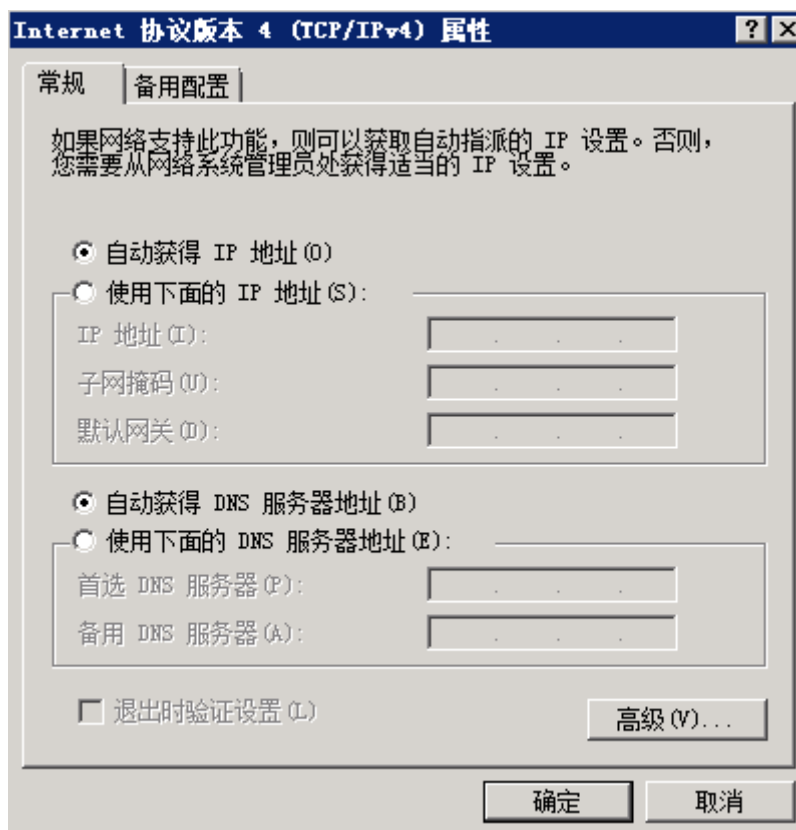 Internet 协议版本 4 (TCP/IPv4) 属性
常规 备用配置
如果网络支持此功能，则可以获取自动指派的 IP 设置。否则，
您需要从网络系统管理员处获得适当的 IP 设置。
自动获得 IP 地址(O)
使用下面的 IP 地址(S):
IP 地址(I):
子网掩码(U):
默认网关(D):
自动获得 DNS 服务器地址(B)
使用下面的 DNS 服务器地址(E):
首选 DNS 服务器(P):
备用 DNS 服务器(A):
退出时验证设置(L)
高级(V)...
确定 取消